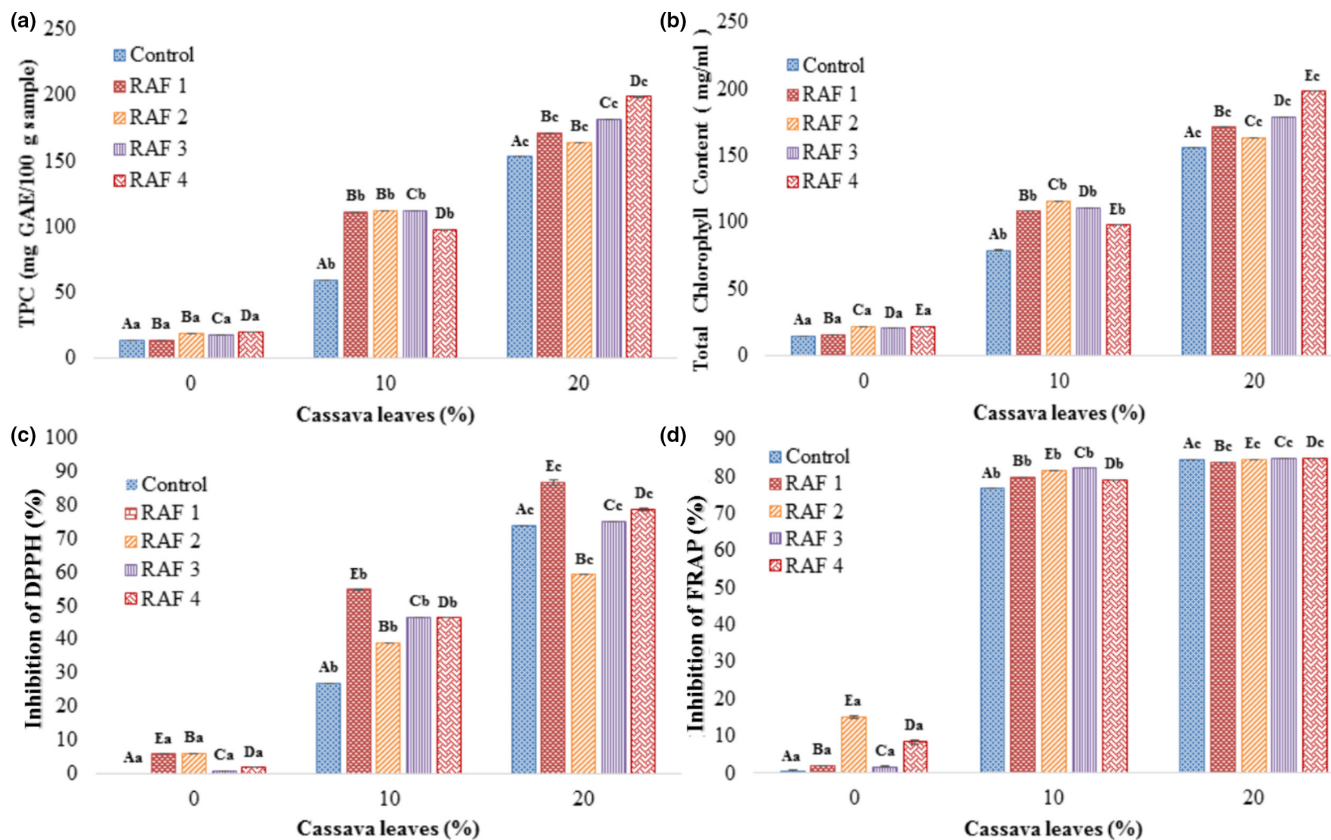 (a)
TPC (mg GAE/100 g sample)
250
200
150
100
50
0
Control
RAF 1
RAF 2
RAF 3
RAF 4
Aa Ba Ba Ca Da
Ab Bb Bb Cb Db
Ac Bc Bc Cc Dc
0 10 20
Cassava leaves (%)
(b)
Total Chlorophyll Content ( mg/ml)
250
200
150
100
50
0
Control
RAF 1
RAF 2
RAF 3
RAF 4
Aa Ba Ca Da Ea
Ab Bb Cb Db Eb
Ac Bc Cc Dc Ec
0 10 20
Cassava leaves (%)
(c)
Inhibition of DPPH (%)
100
90
80
70
60
50
40
30
20
10
0
Control
RAF 1
RAF 2
RAF 3
RAF 4
Aa Ea Ba Ca Da
Ab Eb Bb Cb Db
Ac Ec Bc Cc Dc
0 10 20
Cassava leaves (%)
(d)
Inhibition of FRAP (%)
90
80
70
60
50
40
30
20
10
0
Control
RAF 1
RAF 2
RAF 3
RAF 4
Aa Ba Ea Ca Da
Ab Bb Eb Cb Db
Ac Bc Ec Cc Dc
0 10 20
Cassava leaves (%)